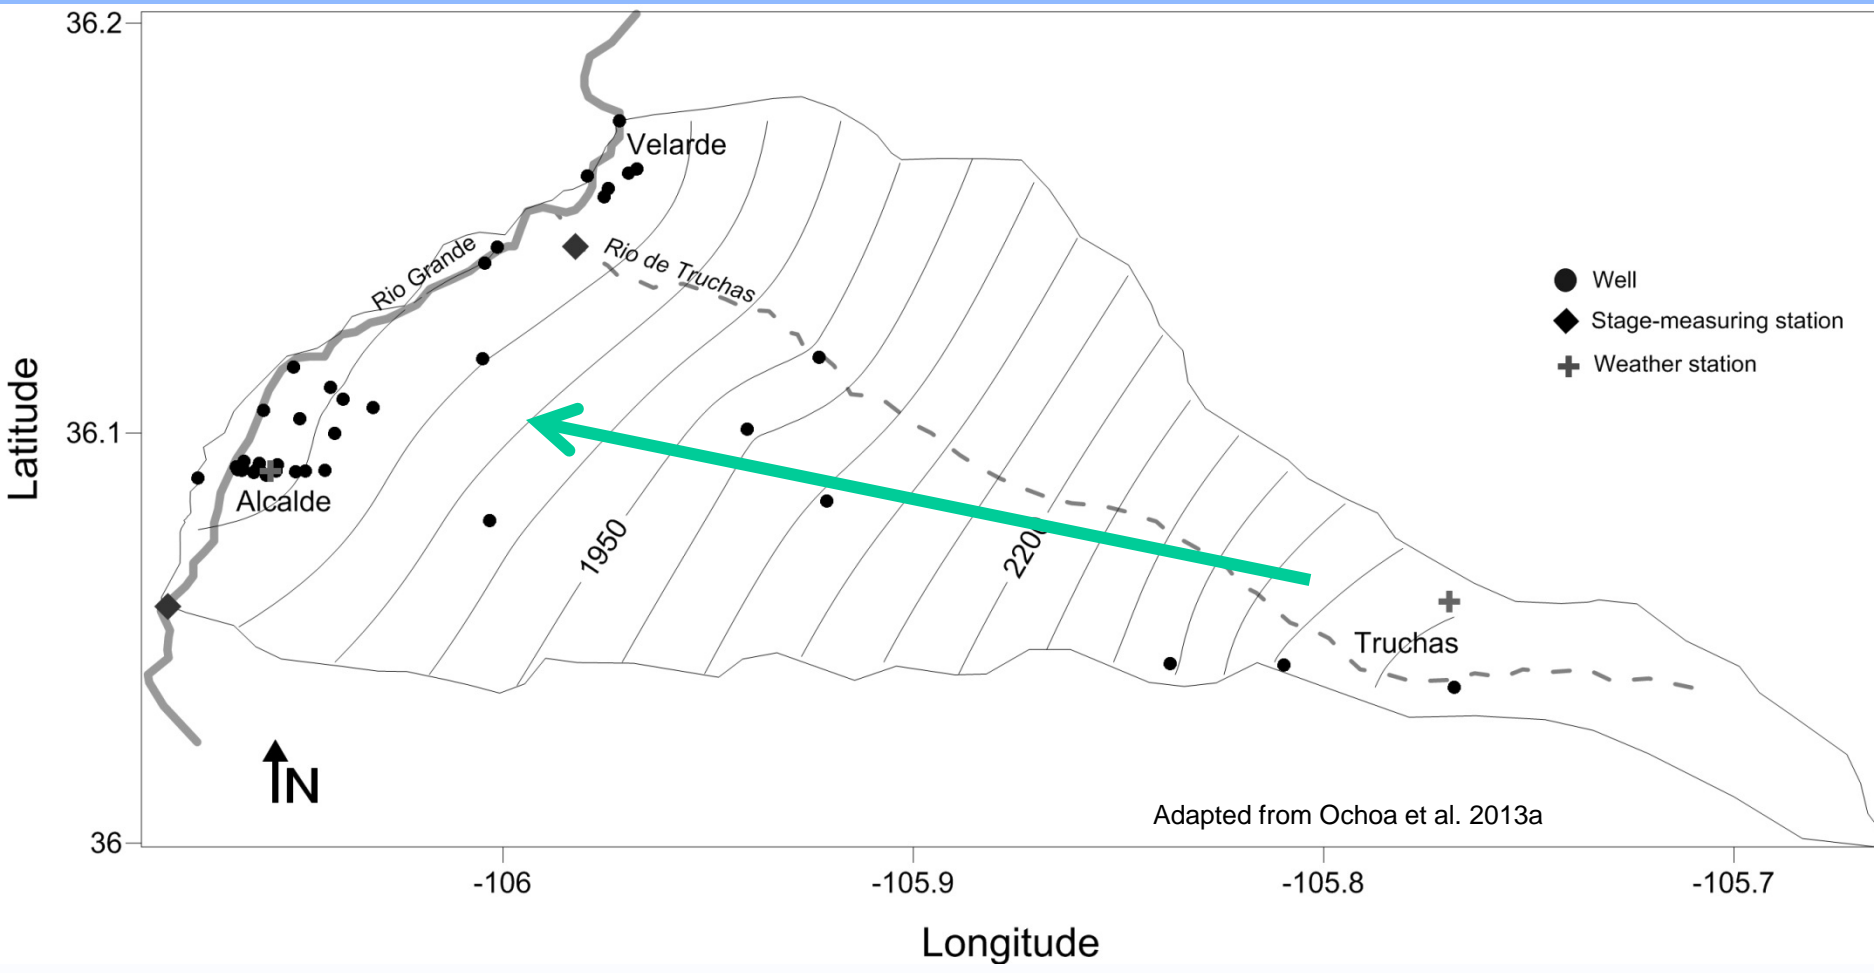 36.2
Velarde
Rio Grande
Rio de Truchas
Well
Stage-measuring station
Weather station
Latitude
36.1
Alcalde
1950
2200
Truchas
N
Adapted from Ochoa et al. 2013a
36
-106
-105.9
-105.8
-105.7
Longitude